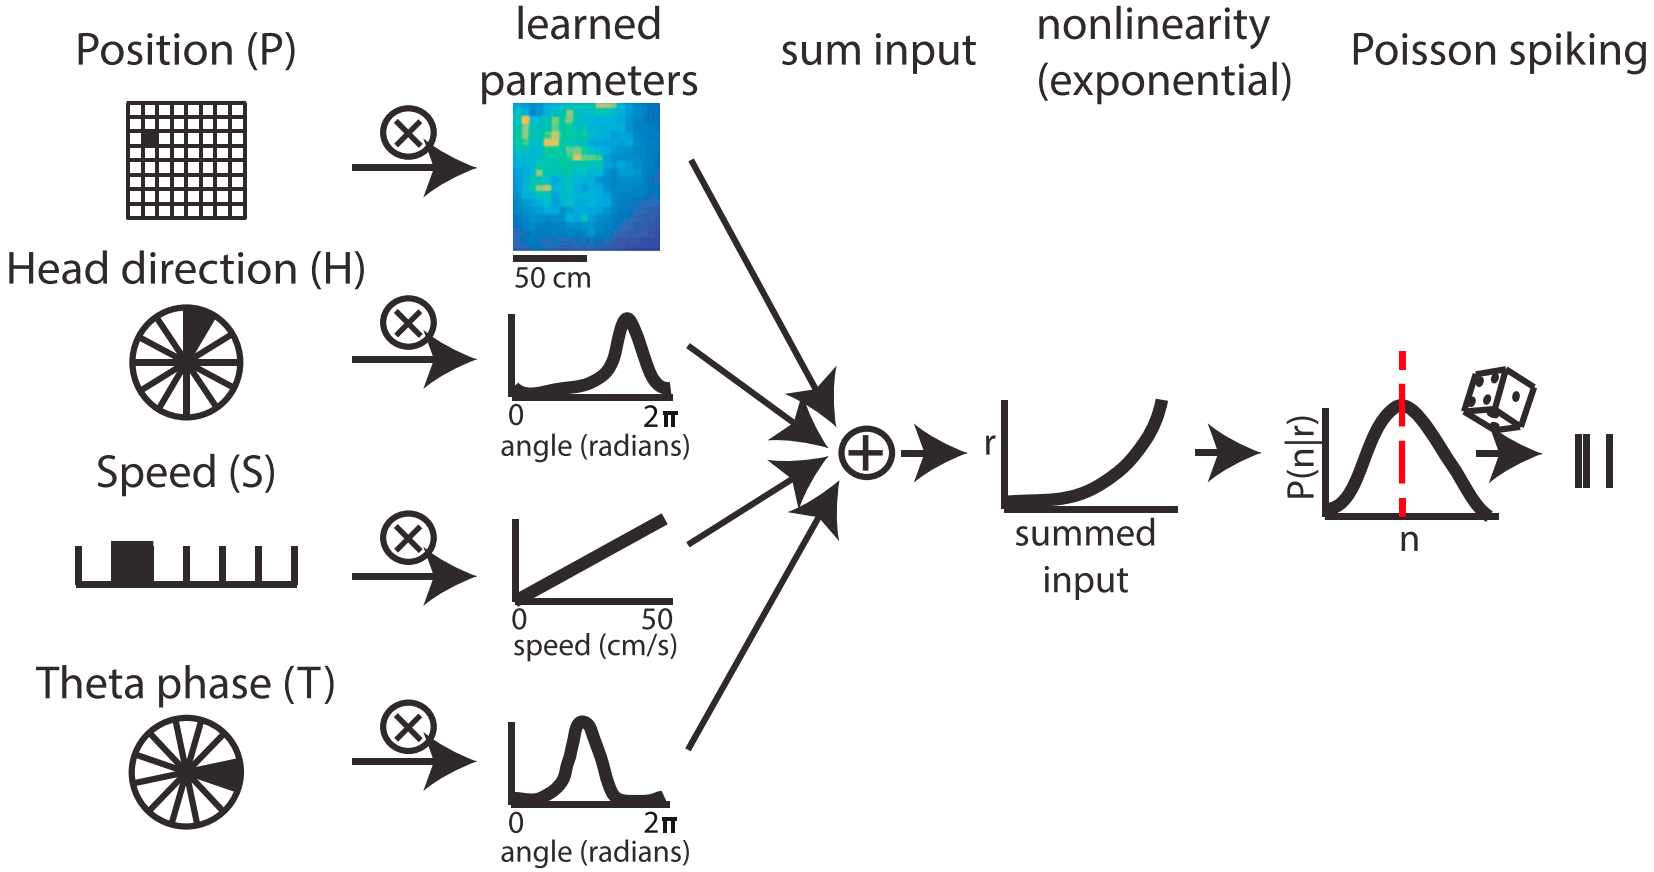 Position (P)
learned
parameters
sum input
nonlinearity
(exponential)
Poisson spiking
50 cm
Head direction (H)
0 2π
angle (radians)
Speed (S)
0 50
speed (cm/s)
Theta phase (T)
0 2π
angle (radians)
r
summed
input
P(n|r)
n